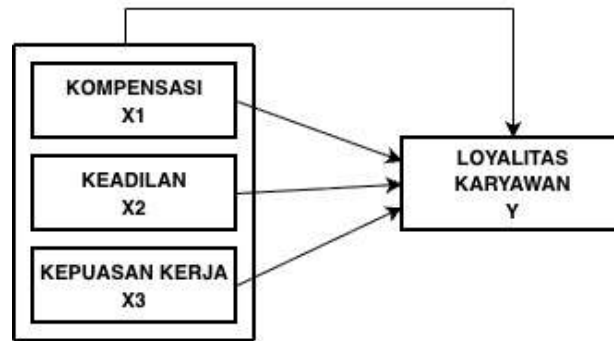 KOMPENSASI
X1
KEADILAN
X2
KEPUASAN KERJA
X3
LOYALITAS
KARYAWAN
Y